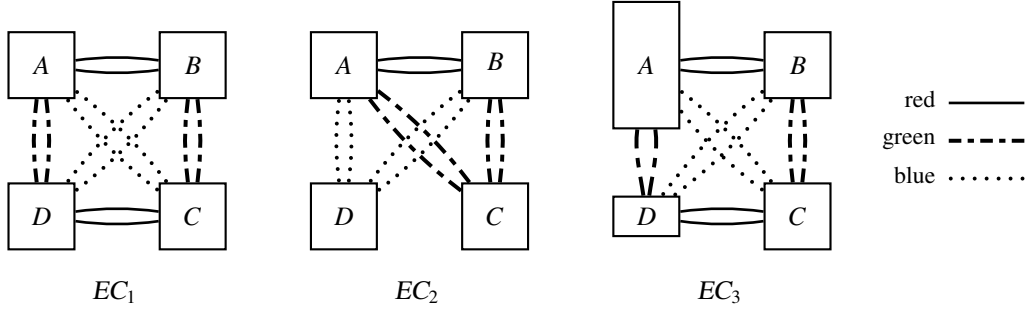 A B
D C
EC₁
A B
D C
EC₂
A B
D C
EC₃
red
green
blue